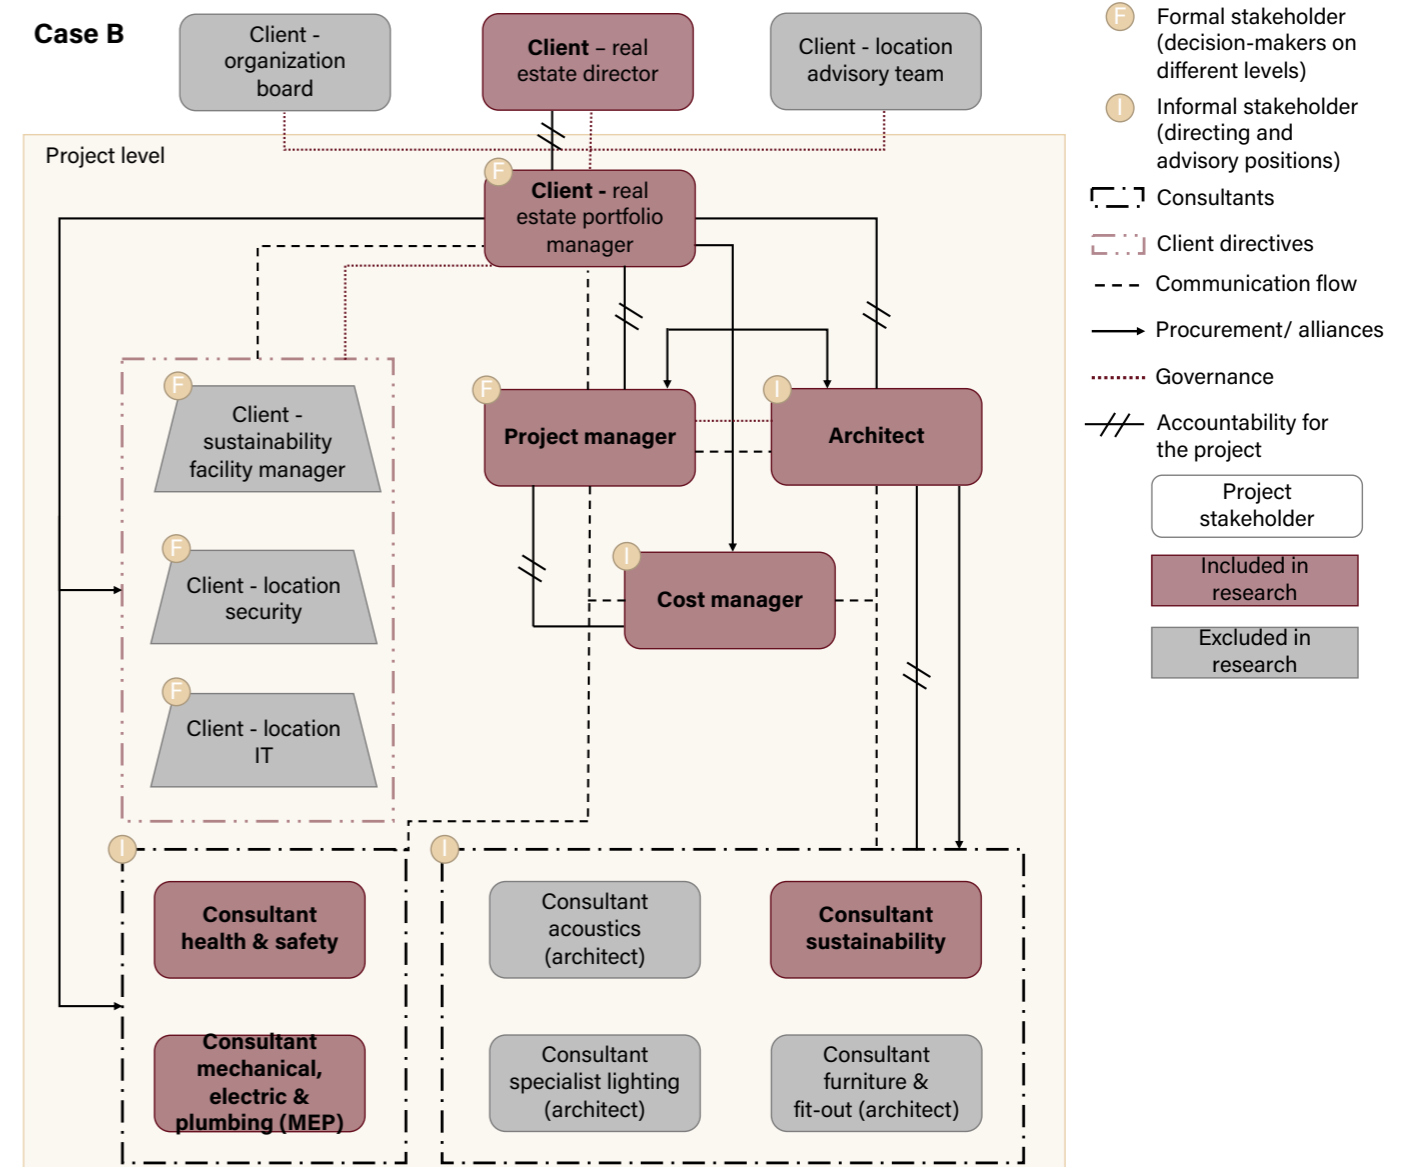 Case B
Client -
organization
board
Client – real
estate director
Client - location
advisory team
Project level
F
Client - real
estate portfolio
manager
F
Client -
sustainability
facility manager
F
Project manager
I
Architect
F
Client - location
security
I
Cost manager
F
Client - location
IT
I
Consultant
health & safety
Consultant
mechanical,
electric &
plumbing (MEP)
I
Consultant
acoustics
(architect)
Consultant
sustainability
Consultant
specialist lighting
(architect)
Consultant
furniture &
fit-out (architect)
F
Formal stakeholder
(decision-makers on
different levels)
I
Informal stakeholder
(directing and
advisory positions)
Consultants
Client directives
Communication flow
Procurement/ alliances
Governance
Accountability for
the project
Project
stakeholder
Included in
research
Excluded in
research